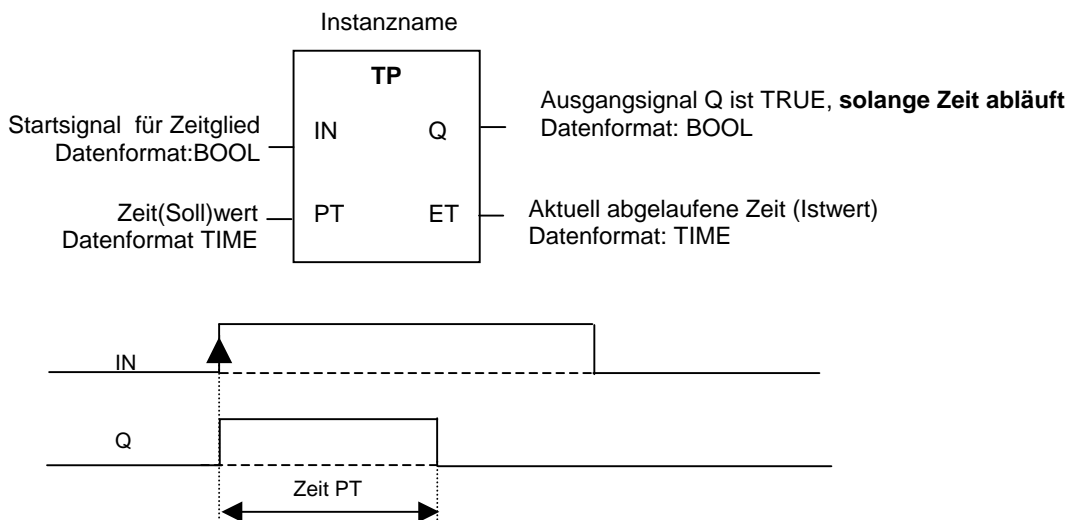 Instanzname
TP
Startsignal für Zeitglied
Datenformat:BOOL
IN
Q
Ausgangsignal Q ist TRUE, solange Zeit abläuft
Datenformat: BOOL
Zeit(Soll)wert
Datenformat TIME
PT
ET
Aktuell abgelaufene Zeit (Istwert)
Datenformat: TIME
IN
Q
Zeit PT